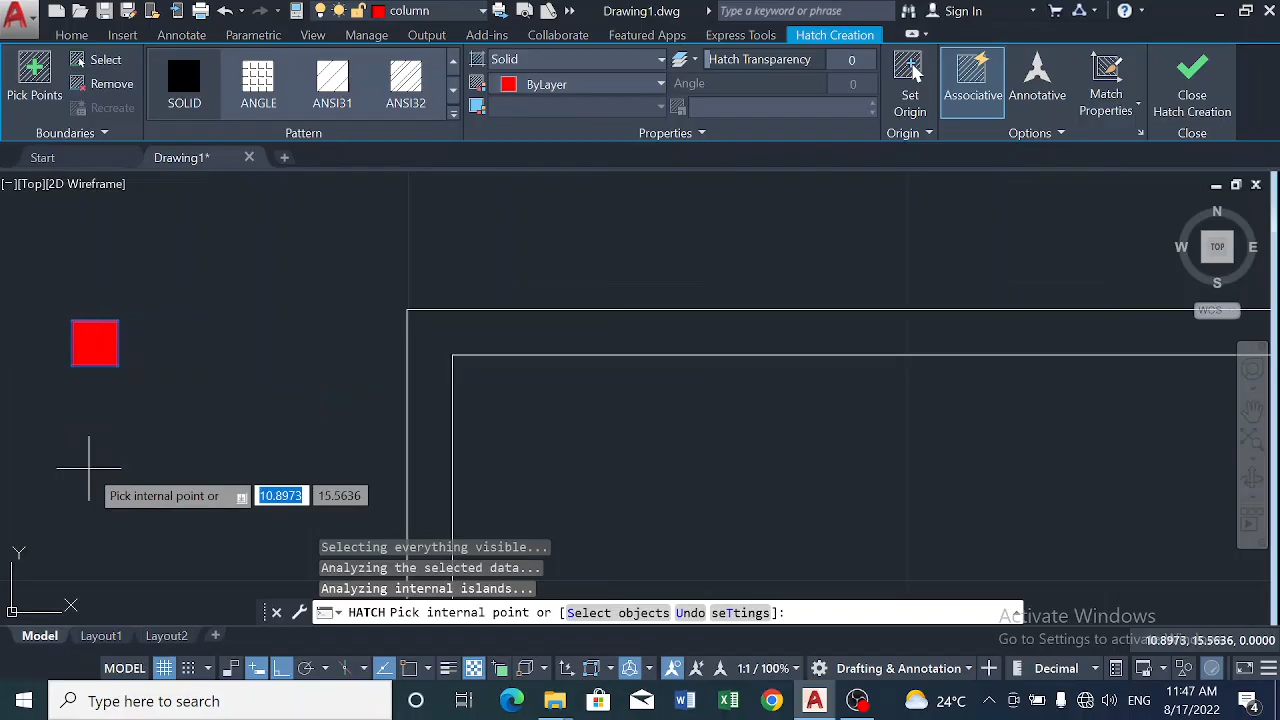 column
Drawing1.dwg
Type a keyword or phrase
Sign In
Home Insert Annotate Parametric View Manage Output Add-ins Collaborate Featured Apps Express Tools Hatch Creation
Pick Points
Select
Remove
Recreate
SOLID
ANGLE
ANSI31
ANSI32
Solid
ByLayer
Hatch Transparency 0
Angle 0
Set
Origin
Associative
Annotative
Match
Properties
Close
Hatch Creation
Boundaries Pattern Properties Origin Options Close
Start Drawing1*
[−][Top][2D Wireframe]
N
W TOP E
S
WCS
Pick internal point or 10.8973 15.5636
Y
X
Selecting everything visible...
Analyzing the selected data...
Analyzing internal islands...
HATCH Pick internal point or [Select objects Undo seTtings]:
Activate Windows
Go to Settings to activate Windows.
10.8973, 15.5636, 0.0000
Model Layout1 Layout2
MODEL 1:1 / 100% Drafting & Annotation Decimal
Type here to search 24°C ENG 11:47 AM
8/17/2022